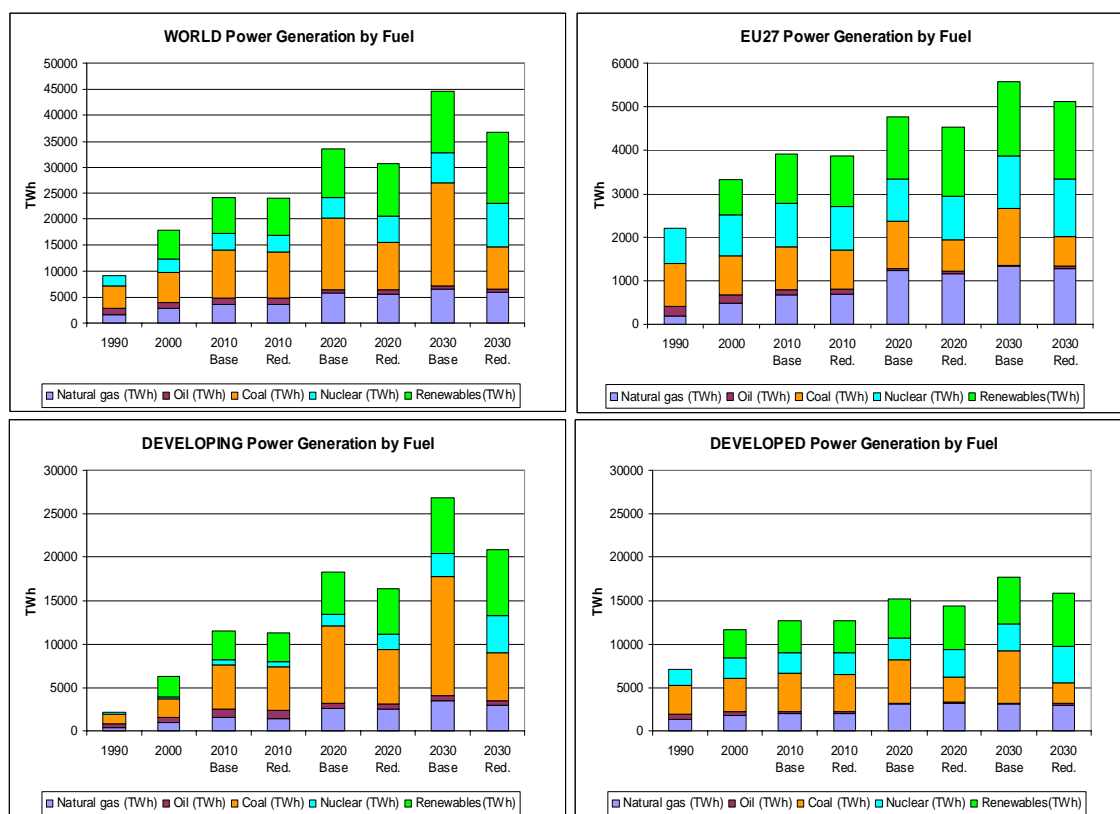 WORLD Power Generation by Fuel
50000
45000
40000
35000
30000
25000
20000
15000
10000
5000
0
TWh
1990 2000 2010 2010 2020 2020 2030 2030
Base Red. Base Red. Base Red.
Natural gas (TWh) Oil (TWh) Coal (TWh) Nuclear (TWh) Renewables(TWh)
EU27 Power Generation by Fuel
6000
5000
4000
3000
2000
1000
0
TWh
1990 2000 2010 2010 2020 2020 2030 2030
Base Red. Base Red. Base Red.
Natural gas (TWh) Oil (TWh) Coal (TWh) Nuclear (TWh) Renewables(TWh)
DEVELOPING Power Generation by Fuel
30000
25000
20000
15000
10000
5000
0
TWh
1990 2000 2010 2010 2020 2020 2030 2030
Base Red. Base Red. Base Red.
Natural gas (TWh) Oil (TWh) Coal (TWh) Nuclear (TWh) Renewables(TWh)
DEVELOPED Power Generation by Fuel
30000
25000
20000
15000
10000
5000
0
TWh
1990 2000 2010 2010 2020 2020 2030 2030
Base Red. Base Red. Base Red.
Natural gas (TWh) Oil (TWh) Coal (TWh) Nuclear (TWh) Renewables(TWh)